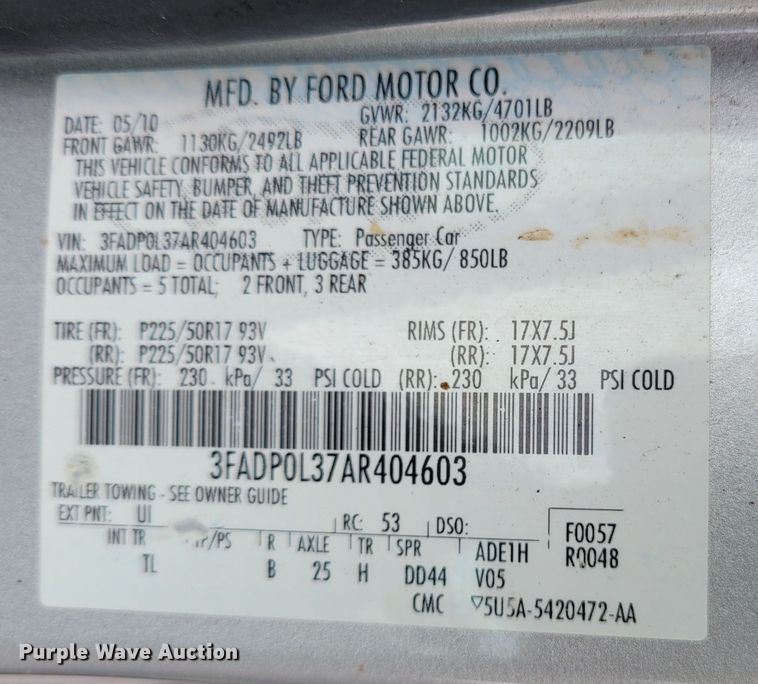 MFD. BY FORD MOTOR CO.
DATE: 05/10 GVWR: 2132KG/4701LB
FRONT GAWR: 1130KG/2492LB REAR GAWR: 1002KG/2209LB
THIS VEHICLE CONFORMS TO ALL APPLICABLE FEDERAL MOTOR
VEHICLE SAFETY, BUMPER, AND THEFT PREVENTION STANDARDS
IN EFFECT ON THE DATE OF MANUFACTURE SHOWN ABOVE.
VIN: 3FADP0L37AR404603 TYPE: Passenger Car
MAXIMUM LOAD = OCCUPANTS + LUGGAGE = 385KG/ 850LB
OCCUPANTS = 5 TOTAL; 2 FRONT, 3 REAR
TIRE (FR): P225/50R17 93V RIMS (FR): 17X7.5J
(RR): P225/50R17 93V (RR): 17X7.5J
PRESSURE (FR): 230 kPa/ 33 PSI COLD (RR): 230 kPa/ 33 PSI COLD
3FADP0L37AR404603
TRAILER TOWING - SEE OWNER GUIDE
EXT PNT: UI RC: 53 DSO: F0057
INT TR /PS R AXLE TR SPR ADE1H R0048
TL B 25 H DD44 V05
CMC ▽5U5A-5420472-AA
Purple Wave Auction